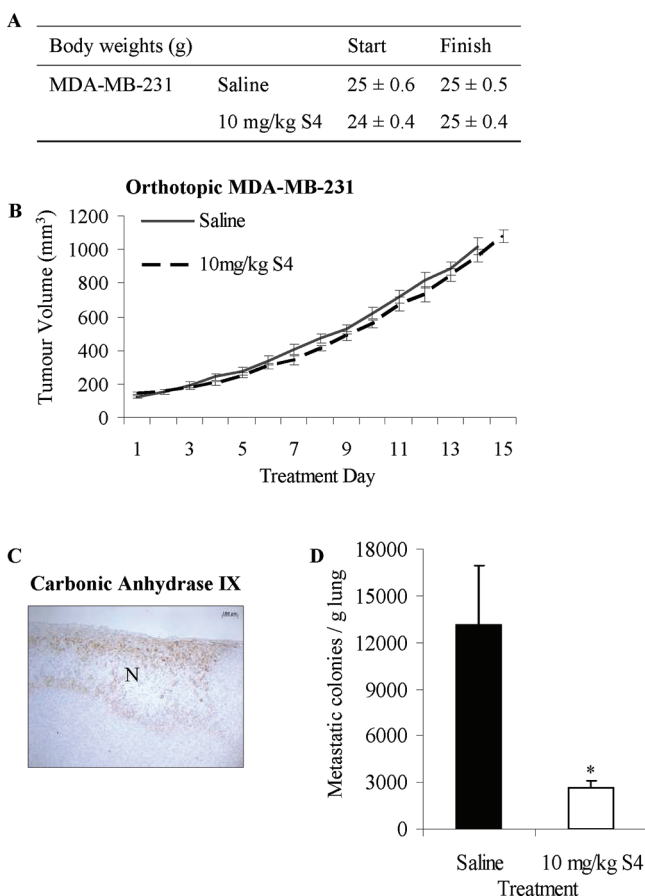 A
Body weights (g) Start Finish
MDA-MB-231 Saline 25 ± 0.6 25 ± 0.5
10 mg/kg S4 24 ± 0.4 25 ± 0.4
Orthotopic MDA-MB-231
B
Tumour Volume (mm³)
1200
1000
800
600
400
200
0
Saline
10mg/kg S4
1 3 5 7 9 11 13 15
Treatment Day
C
Carbonic Anhydrase IX
N
D
Metastatic colonies / g lung
18000
15000
12000
9000
6000
3000
0
*
Saline 10 mg/kg S4
Treatment